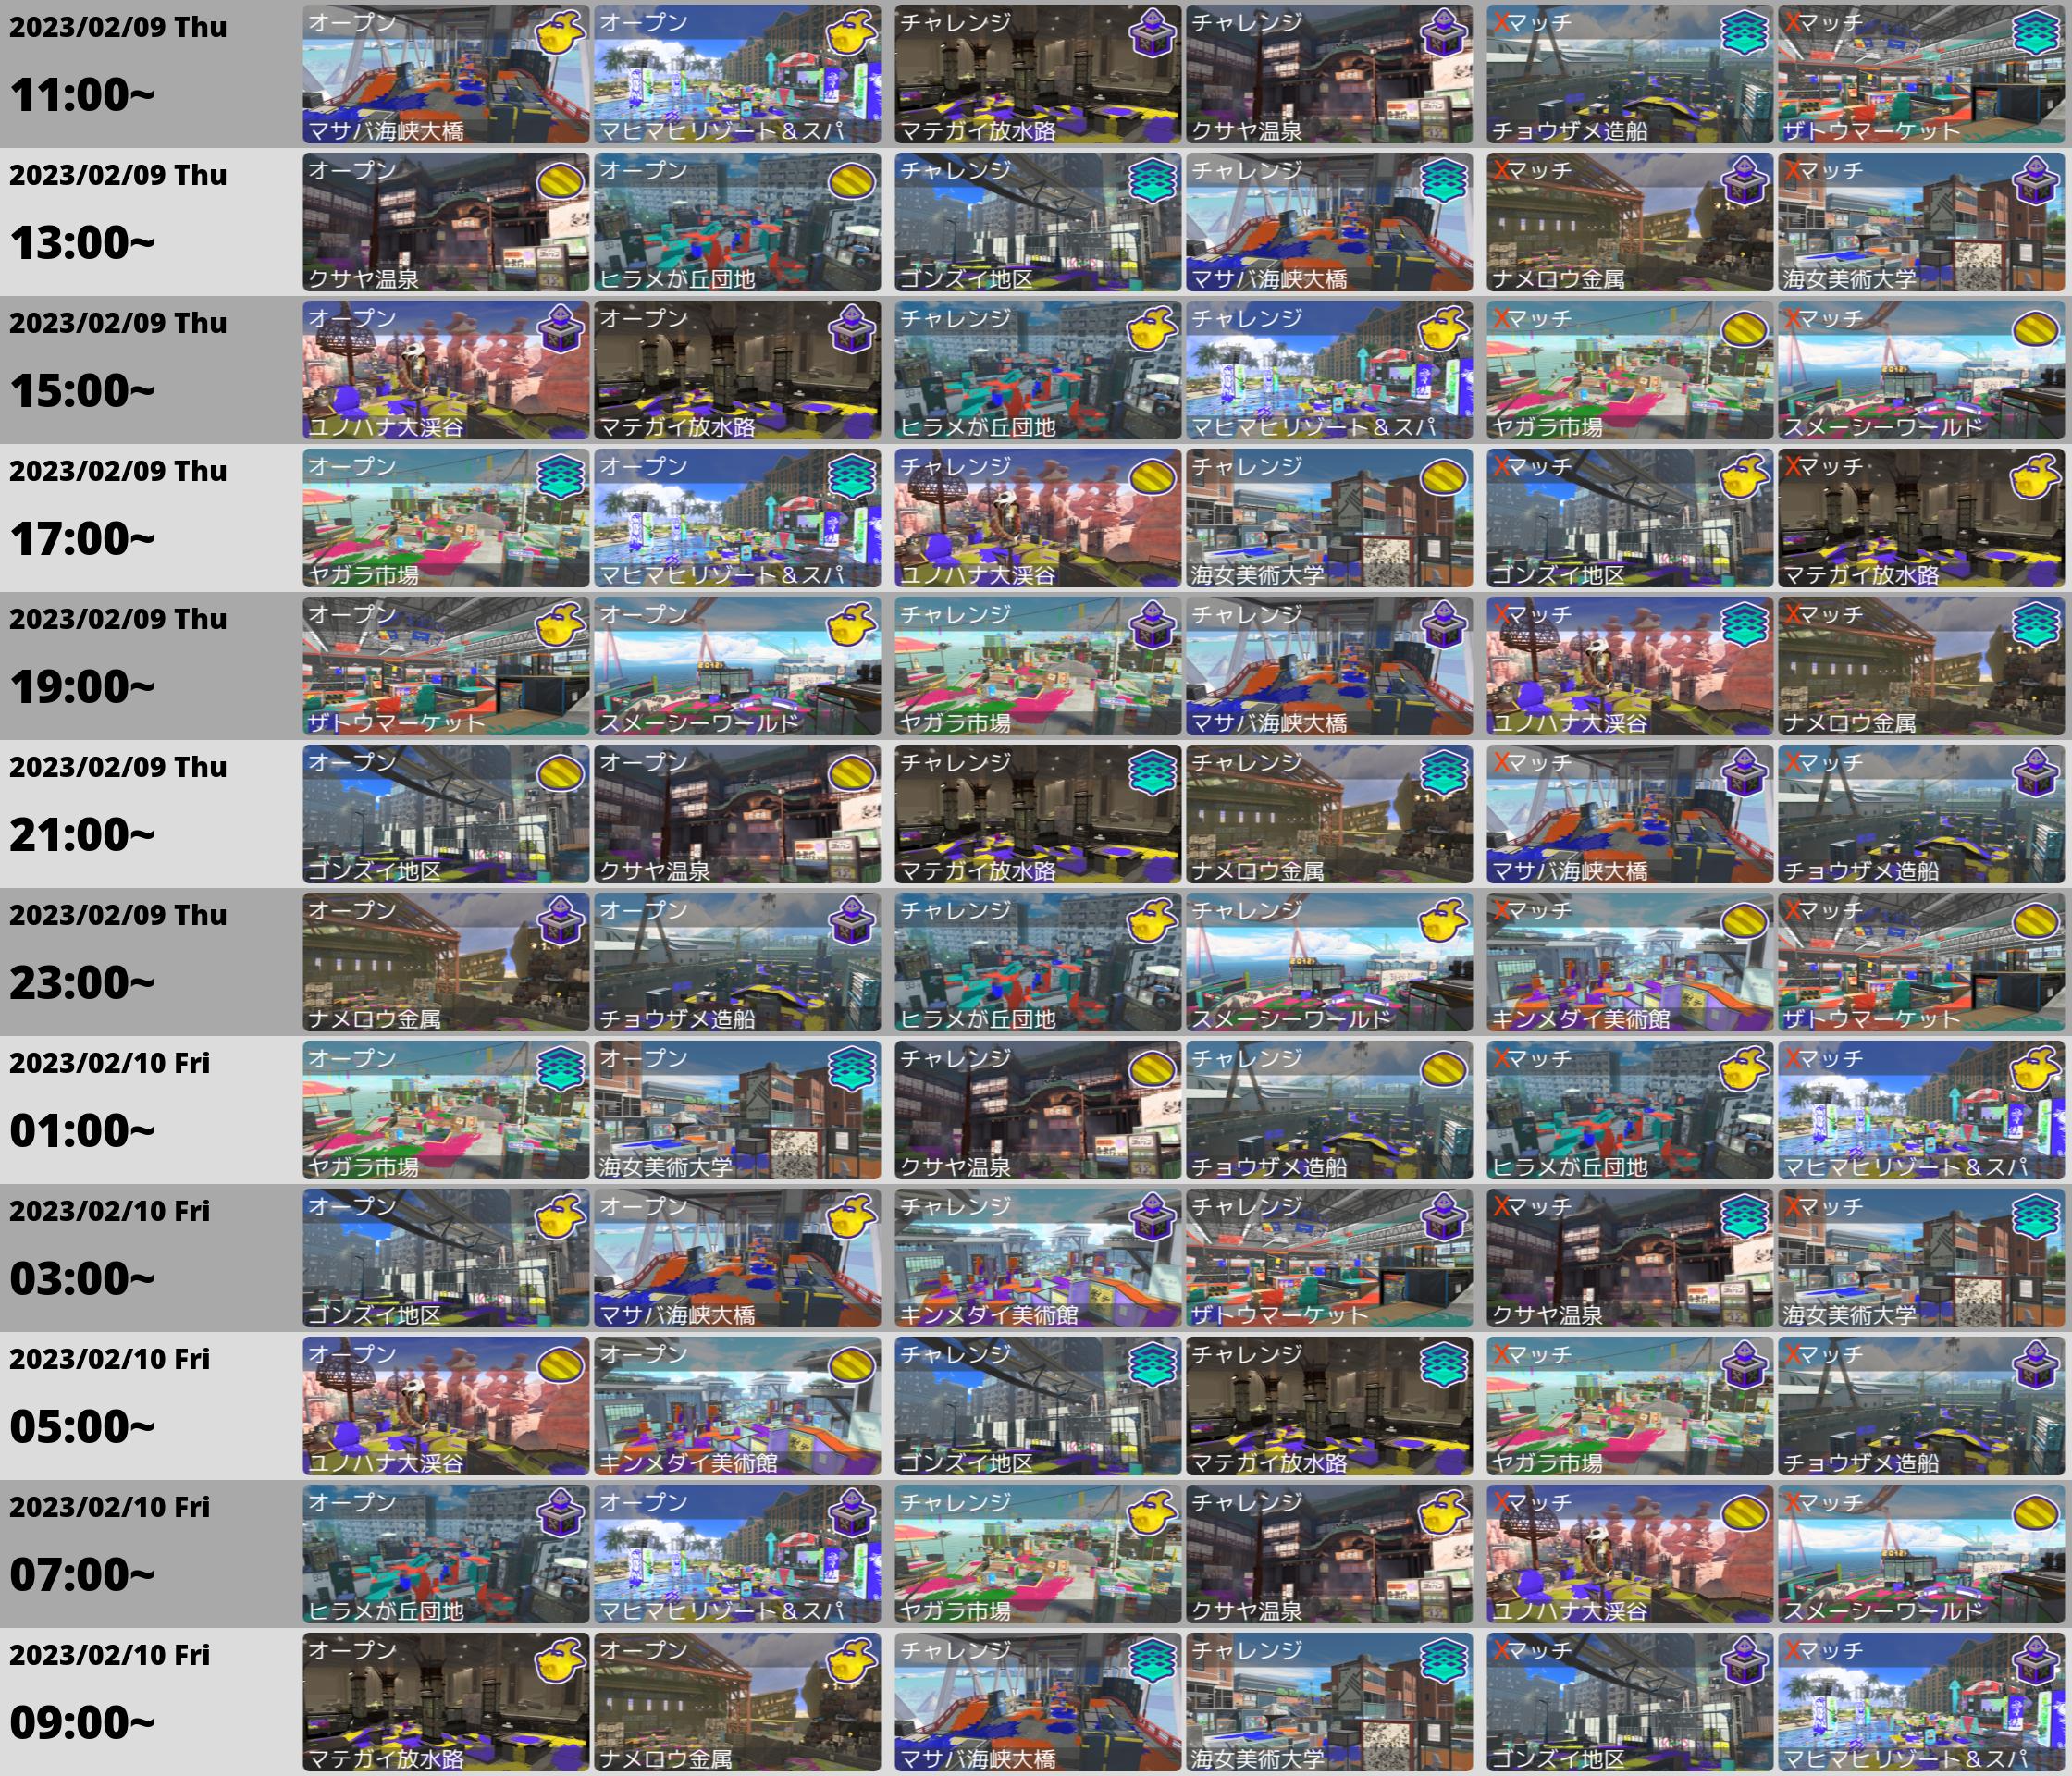 2023/02/09 Thu
11:00~
オープン オープン チャレンジ チャレンジ Xマッチ Xマッチ
マサバ海峡大橋 マヒマヒリゾート＆スパ マテガイ放水路 クサヤ温泉 チョウザメ造船 ザトウマーケット
2023/02/09 Thu
13:00~
オープン オープン チャレンジ チャレンジ Xマッチ Xマッチ
クサヤ温泉 ヒラメが丘団地 ゴンズイ地区 マサバ海峡大橋 ナメロウ金属 海女美術大学
2023/02/09 Thu
15:00~
オープン オープン チャレンジ チャレンジ Xマッチ Xマッチ
ユノハナ大渓谷 マテガイ放水路 ヒラメが丘団地 マヒマヒリゾート＆スパ ヤガラ市場 スメーシーワールド
2023/02/09 Thu
17:00~
オープン オープン チャレンジ チャレンジ Xマッチ Xマッチ
ヤガラ市場 マヒマヒリゾート＆スパ ユノハナ大渓谷 海女美術大学 ゴンズイ地区 マテガイ放水路
2023/02/09 Thu
19:00~
オープン オープン チャレンジ チャレンジ Xマッチ Xマッチ
ザトウマーケット スメーシーワールド ヤガラ市場 マサバ海峡大橋 ユノハナ大渓谷 ナメロウ金属
2023/02/09 Thu
21:00~
オープン オープン チャレンジ チャレンジ Xマッチ Xマッチ
ゴンズイ地区 クサヤ温泉 マテガイ放水路 ナメロウ金属 マサバ海峡大橋 チョウザメ造船
2023/02/09 Thu
23:00~
オープン オープン チャレンジ チャレンジ Xマッチ Xマッチ
ナメロウ金属 チョウザメ造船 ヒラメが丘団地 スメーシーワールド キンメダイ美術館 ザトウマーケット
2023/02/10 Fri
01:00~
オープン オープン チャレンジ チャレンジ Xマッチ Xマッチ
ヤガラ市場 海女美術大学 クサヤ温泉 チョウザメ造船 ヒラメが丘団地 マヒマヒリゾート＆スパ
2023/02/10 Fri
03:00~
オープン オープン チャレンジ チャレンジ Xマッチ Xマッチ
ゴンズイ地区 マサバ海峡大橋 キンメダイ美術館 ザトウマーケット クサヤ温泉 海女美術大学
2023/02/10 Fri
05:00~
オープン オープン チャレンジ チャレンジ Xマッチ Xマッチ
ユノハナ大渓谷 キンメダイ美術館 ゴンズイ地区 マテガイ放水路 ヤガラ市場 チョウザメ造船
2023/02/10 Fri
07:00~
オープン オープン チャレンジ チャレンジ Xマッチ Xマッチ
ヒラメが丘団地 マヒマヒリゾート＆スパ ヤガラ市場 クサヤ温泉 ユノハナ大渓谷 スメーシーワールド
2023/02/10 Fri
09:00~
オープン オープン チャレンジ チャレンジ Xマッチ Xマッチ
マテガイ放水路 ナメロウ金属 マサバ海峡大橋 海女美術大学 ゴンズイ地区 マヒマヒリゾート＆スパ